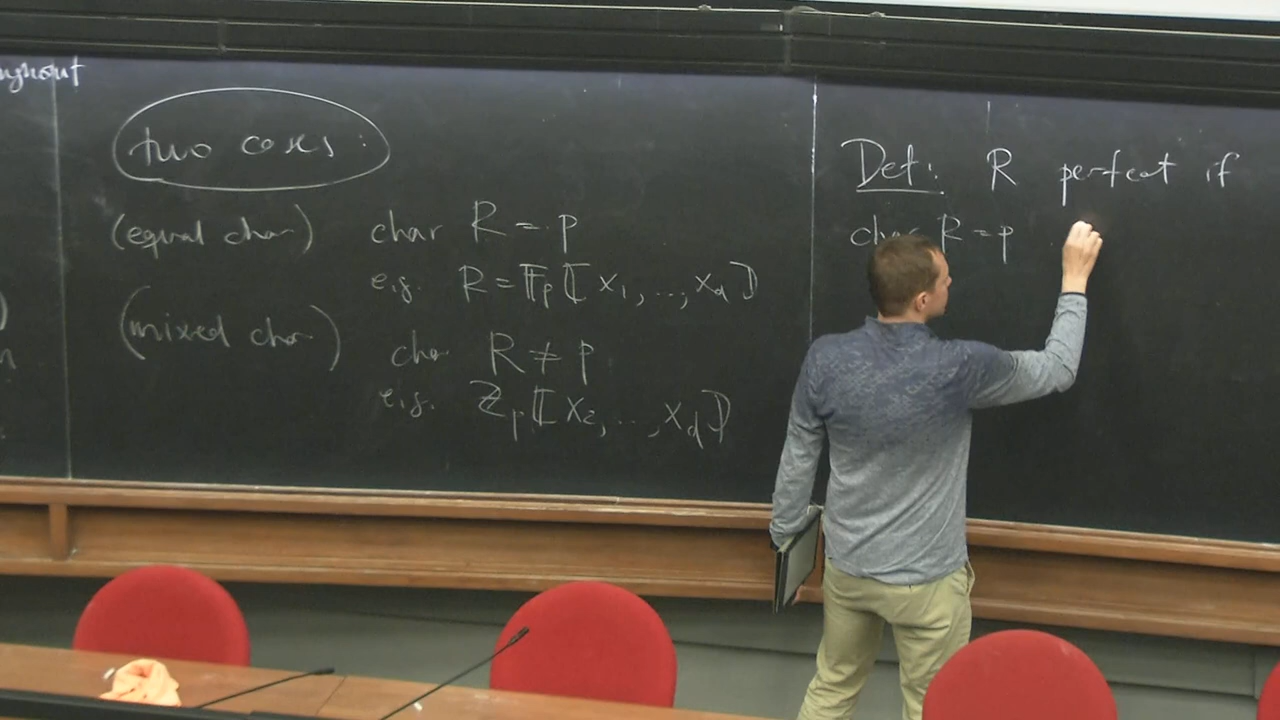 two cases:
(equal char) char R = p
e.g. R = 𝔽_p⟦x_1, ..., x_d⟧
(mixed char) char R ≠ p
e.g. ℤ_p⟦x_2, ..., x_d⟧
Def: R perfect if
char R = p